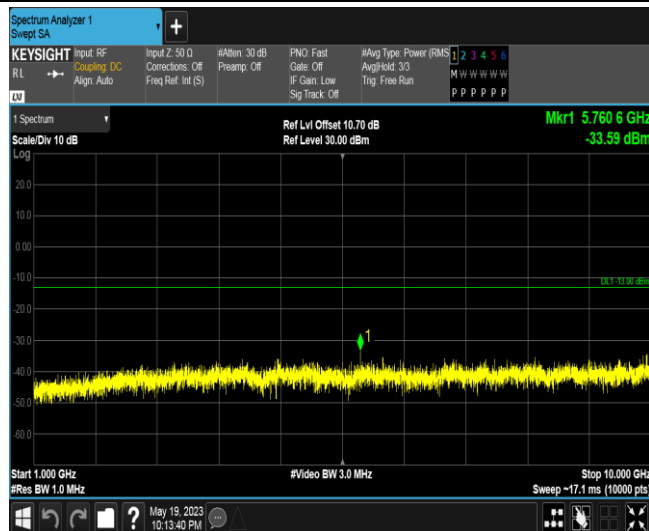 Spectrum Analyzer 1
Swept SA
+
KEYSIGHT
RL
LXI
Input: RF
Coupling: DC
Align: Auto
Input Z: 50 Ω
Corrections: Off
Freq Ref: Int (S)
#Atten: 30 dB
Preamp: Off
PNO: Fast
Gate: Off
IF Gain: Low
Sig Track: Off
#Avg Type: Power (RMS
Avg|Hold: 3/3
Trig: Free Run
1 2 3 4 5 6
M W W W W W
P P P P P P
1 Spectrum
Scale/Div 10 dB
Log
Ref Lvl Offset 10.70 dB
Ref Level 30.00 dBm
Mkr1 5.760 6 GHz
-33.59 dBm
20.0
10.0
0.00
-10.0
DL1 -13.00 dBm
-20.0
-30.0
1
-40.0
-50.0
-60.0
Start 1.000 GHz
#Res BW 1.0 MHz
#Video BW 3.0 MHz
Stop 10.000 GHz
Sweep ~17.1 ms (10000 pts)
?
May 19, 2023
10:13:40 PM